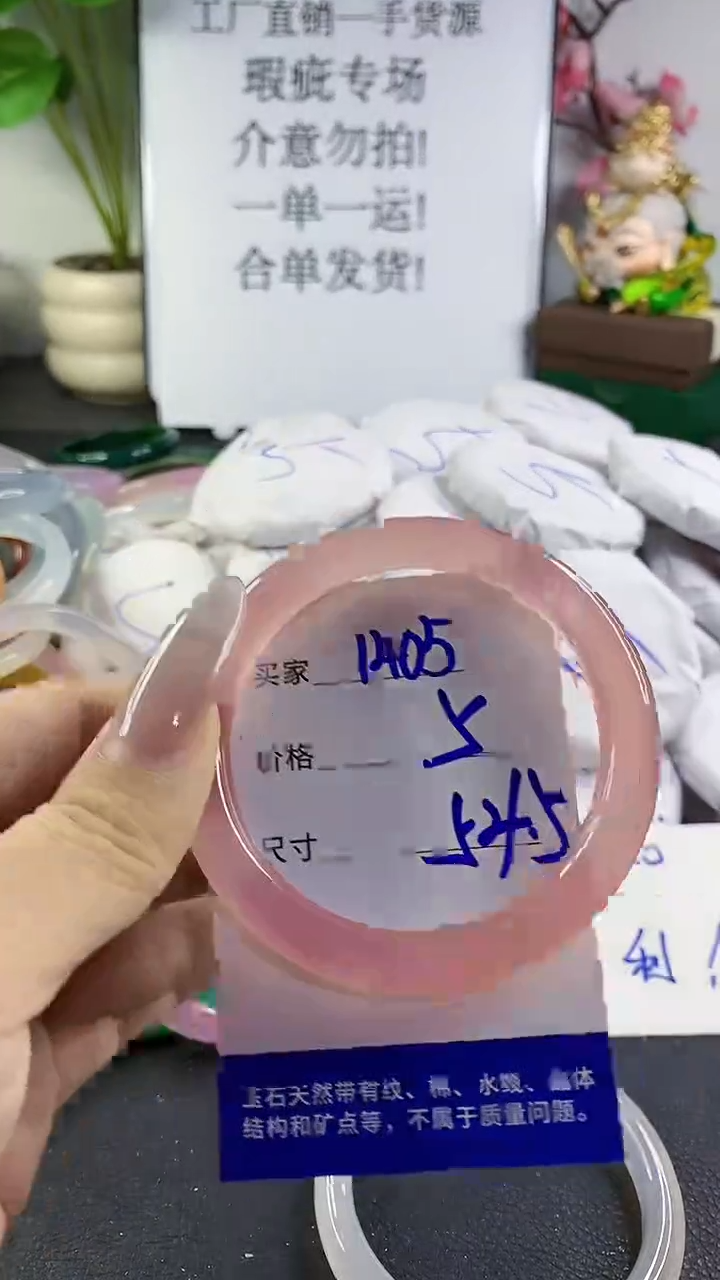 工厂直销一手货源
瑕疵专场
介意勿拍!
一单一运!
合单发货!
买家 1405
价格 5
尺寸 54.5
利!
玉石天然带有纹、棉、水线、晶体
结构和矿点等，不属于质量问题。